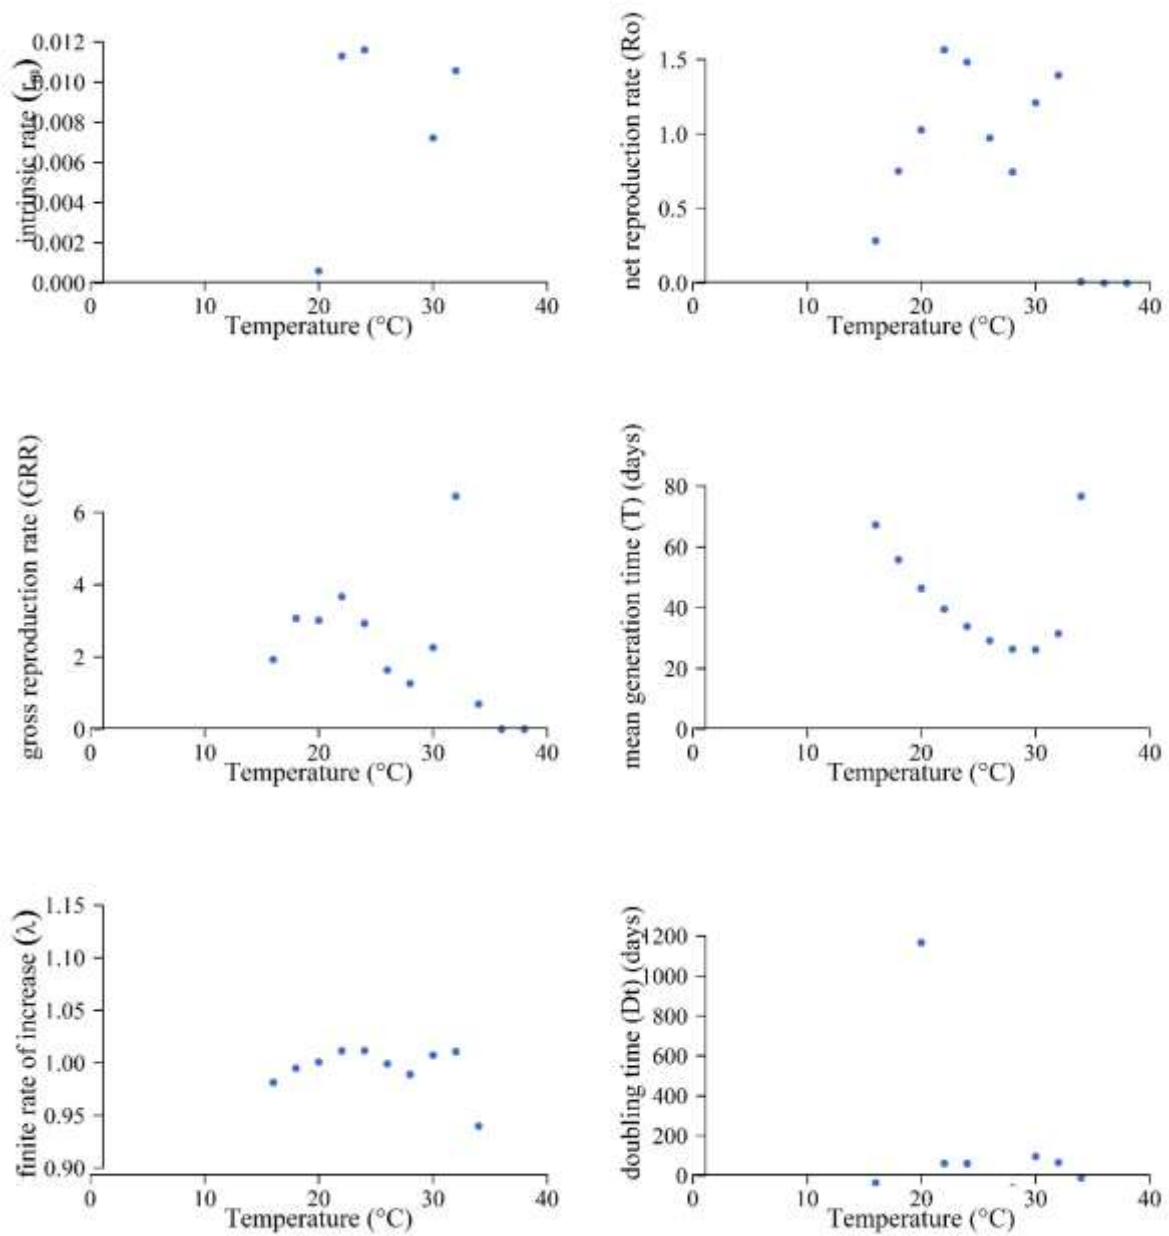 intrinsic rate (rm)
0.012
0.010
0.008
0.006
0.004
0.002
0.000
0 10 20 30 40
Temperature (°C)
net reproduction rate (Ro)
1.5
1.0
0.5
0.0
0 10 20 30 40
Temperature (°C)
gross reproduction rate (GRR)
6
4
2
0
0 10 20 30 40
Temperature (°C)
mean generation time (T) (days)
80
60
40
20
0
0 10 20 30 40
Temperature (°C)
finite rate of increase (λ)
1.15
1.10
1.05
1.00
0.95
0.90
0 10 20 30 40
Temperature (°C)
doubling time (Dt) (days)
1200
1000
800
600
400
200
0
0 10 20 30 40
Temperature (°C)